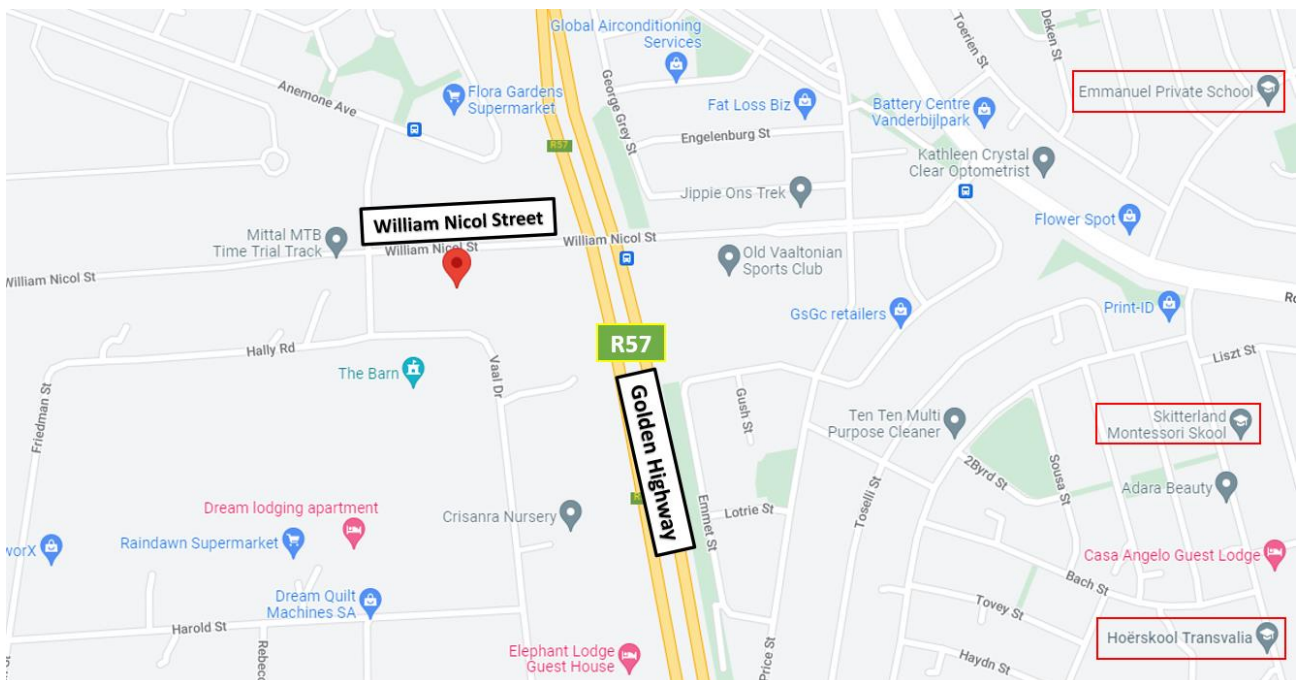 Global Airconditioning
Services
Toerien St
Deken St
Anemone Ave
Flora Gardens
Supermarket
George Grey St
Fat Loss Biz
Battery Centre
Vanderbijlpark
Emmanuel Private School
R57
Engelenburg St
Kathleen Crystal
Clear Optometrist
Jippie Ons Trek
William Nicol Street
Flower Spot
Mittal MTB
Time Trial Track
William Nicol St
William Nicol St
William Nicol St
Old Vaaltonian
Sports Club
GsGc retailers
Print-ID
Ro
R57
Hally Rd
Vaal Dr
Liszt St
The Barn
Friedman St
Golden Highway
Gush St
Ten Ten Multi
Purpose Cleaner
Skitterland
Montessori Skool
2Byrd St
Sousa St
Adara Beauty
Dream lodging apartment
Crisanra Nursery
Emmet St
Lotrie St
Toselli St
worX
Raindawn Supermarket
Casa Angelo Guest Lodge
Bach St
Dream Quilt
Machines SA
Tovey St
Harold St
Rebecc
Elephant Lodge
Guest House
Price St
Hoërskool Transvalia
Haydn St